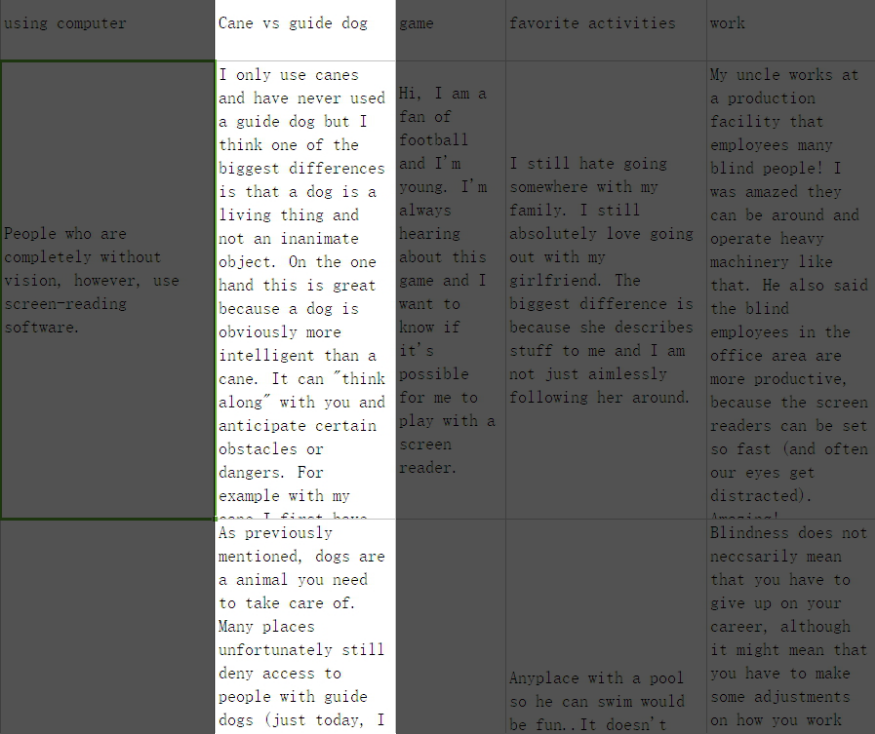 using computer
Cane vs guide dog
game
favorite activities
work
People who are
completely without
vision, however, use
screen-reading
software.
I only use canes
and have never used
a guide dog but I
think one of the
biggest differences
is that a dog is a
living thing and
not an inanimate
object. On the one
hand this is great
because a dog is
obviously more
intelligent than a
cane. It can "think
along" with you and
anticipate certain
obstacles or
dangers. For
example with my
cane I first have
Hi, I am a
fan of
football
and I'm
young. I'm
always
hearing
about this
game and I
want to
know if
it's
possible
for me to
play with a
screen
reader.
I still hate going
somewhere with my
family. I still
absolutely love going
out with my
girlfriend. The
biggest difference is
because she describes
stuff to me and I am
not just aimlessly
following her around.
My uncle works at
a production
facility that
employees many
blind people! I
was amazed they
can be around and
operate heavy
machinery like
that. He also said
the blind
employees in the
office area are
more productive,
because the screen
readers can be set
so fast (and often
our eyes get
distracted).
Amazing!
As previously
mentioned, dogs are
a animal you need
to take care of.
Many places
unfortunately still
deny access to
people with guide
dogs (just today, I
Anyplace with a pool
so he can swim would
be fun..It doesn't
Blindness does not
neccsarily mean
that you have to
give up on your
career, although
it might mean that
you have to make
some adjustments
on how you work